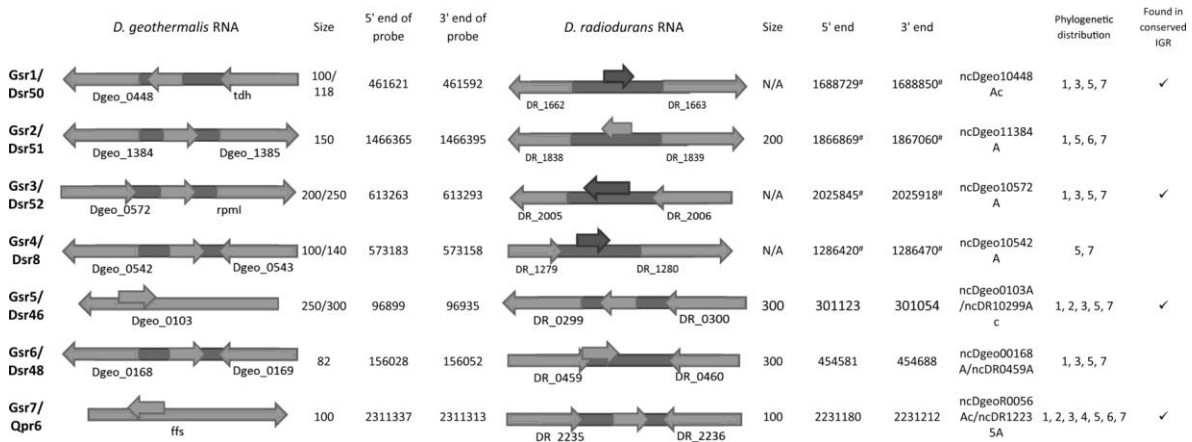 D. geothermalis RNA Size 5' end of probe 3' end of probe D. radiodurans RNA Size 5' end 3' end Phylogenetic distribution Found in conserved IGR
Gsr1/ Dsr50 Dgeo_0448 tdh 100/ 118 461621 461592 DR_1662 DR_1663 N/A 1688729# 1688850# ncDgeo10448 Ac 1, 3, 5, 7 ✓
Gsr2/ Dsr51 Dgeo_1384 Dgeo_1385 150 1466365 1466395 DR_1838 DR_1839 200 1866869# 1867060# ncDgeo11384 A 1, 5, 6, 7
Gsr3/ Dsr52 Dgeo_0572 rpmI 200/250 613263 613293 DR_2005 DR_2006 N/A 2025845# 2025918# ncDgeo10572 A 1, 3, 5, 7 ✓
Gsr4/ Dsr8 Dgeo_0542 Dgeo_0543 100/140 573183 573158 DR_1279 DR_1280 N/A 1286420# 1286470# ncDgeo10542 A 5, 7
Gsr5/ Dsr46 Dgeo_0103 250/300 96899 96935 DR_0299 DR_0300 300 301123 301054 ncDgeo0103A /ncDR10299A c 1, 2, 3, 5, 7 ✓
Gsr6/ Dsr48 Dgeo_0168 Dgeo_0169 82 156028 156052 DR_0459 DR_0460 300 454581 454688 ncDgeo00168 A/ncDR0459A 1, 3, 5, 7
Gsr7/ Qpr6 ffs 100 2311337 2311313 DR_2235 DR_2236 100 2231180 2231212 ncDgeoR0056 Ac/ncDR1223 5A 1, 2, 3, 4, 5, 6, 7 ✓